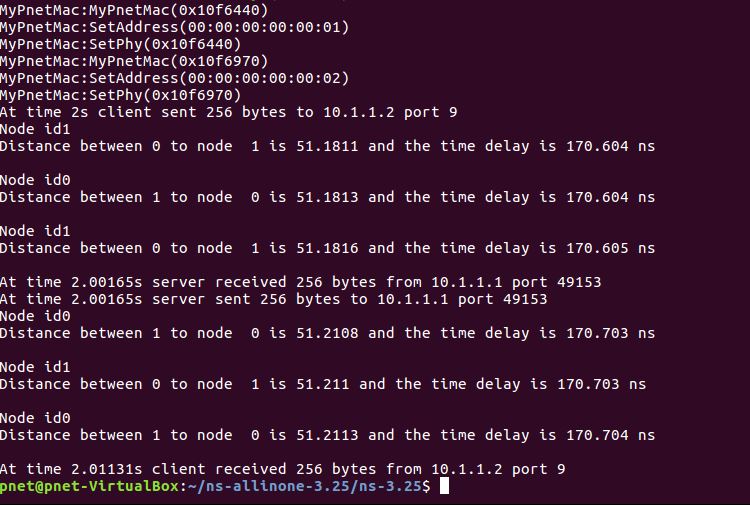 MyPnetMac:MyPnetMac(0x10f6440)
MyPnetMac:SetAddress(00:00:00:00:00:01)
MyPnetMac:SetPhy(0x10f6440)
MyPnetMac:MyPnetMac(0x10f6970)
MyPnetMac:SetAddress(00:00:00:00:00:02)
MyPnetMac:SetPhy(0x10f6970)
At time 2s client sent 256 bytes to 10.1.1.2 port 9
Node id1
Distance between 0 to node  1 is 51.1811 and the time delay is 170.604 ns
Node id0
Distance between 1 to node  0 is 51.1813 and the time delay is 170.604 ns
Node id1
Distance between 0 to node  1 is 51.1816 and the time delay is 170.605 ns
At time 2.00165s server received 256 bytes from 10.1.1.1 port 49153
At time 2.00165s server sent 256 bytes to 10.1.1.1 port 49153
Node id0
Distance between 1 to node  0 is 51.2108 and the time delay is 170.703 ns
Node id1
Distance between 0 to node  1 is 51.211 and the time delay is 170.703 ns
Node id0
Distance between 1 to node  0 is 51.2113 and the time delay is 170.704 ns
At time 2.01131s client received 256 bytes from 10.1.1.2 port 9
pnet@pnet-VirtualBox:~/ns-allinone-3.25/ns-3.25$